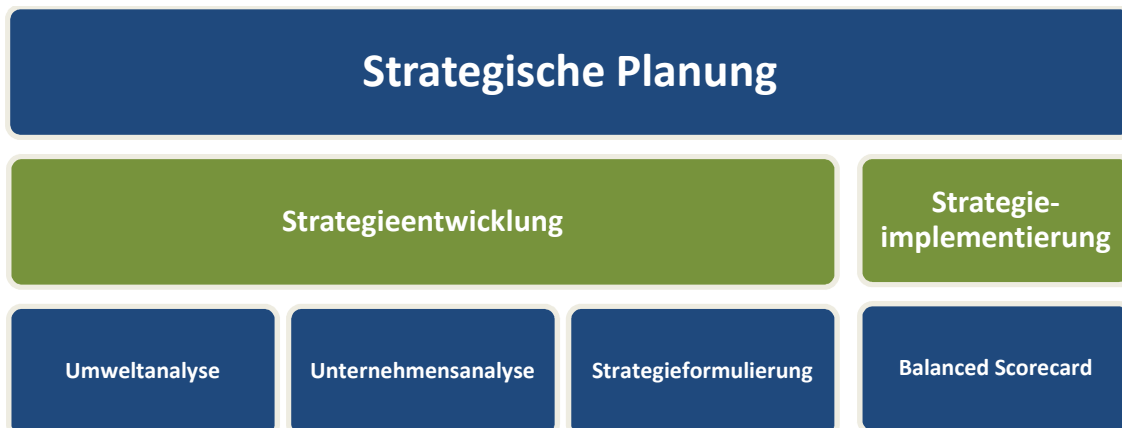 Strategische Planung
Strategieentwicklung
Strategie-
implementierung
Umweltanalyse
Unternehmensanalyse
Strategieformulierung
Balanced Scorecard